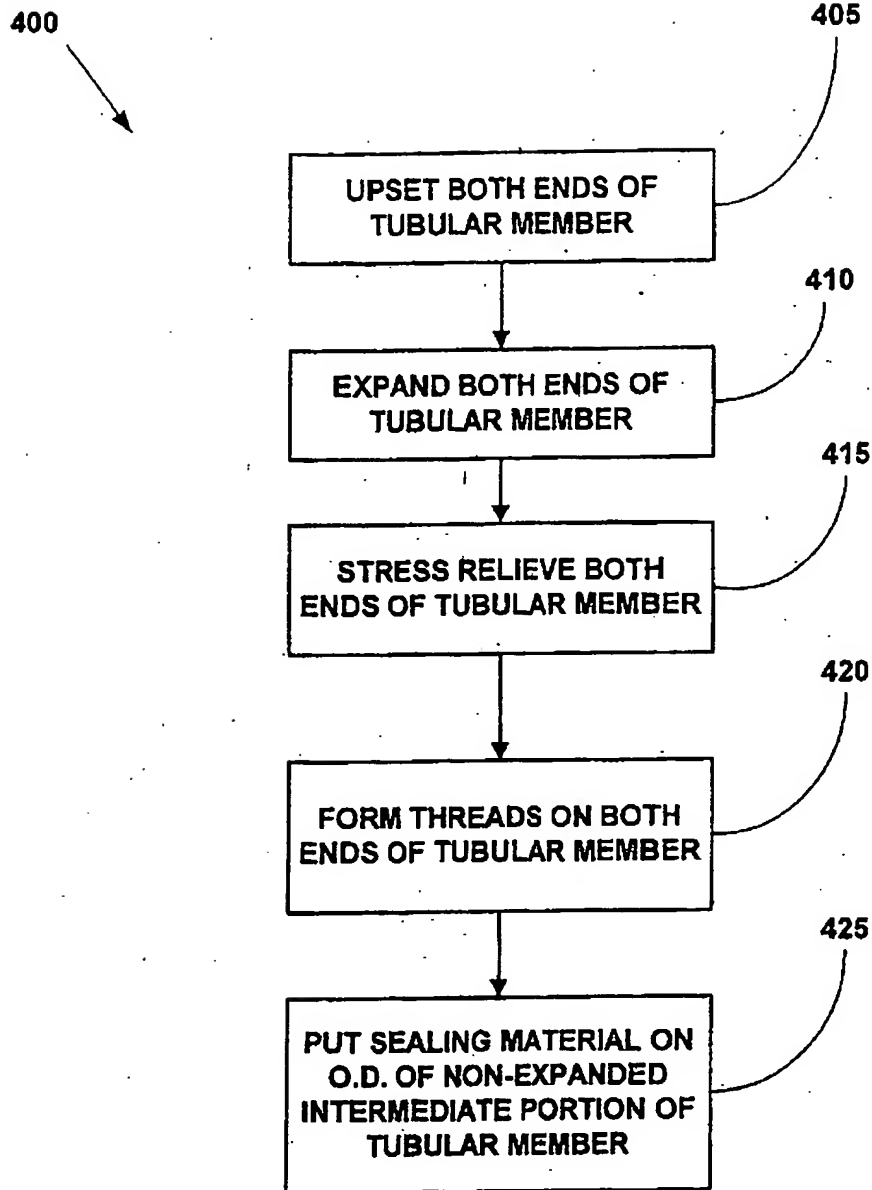 400
405
UPSET BOTH ENDS OF
TUBULAR MEMBER
410
EXPAND BOTH ENDS OF
TUBULAR MEMBER
415
STRESS RELIEVE BOTH
ENDS OF TUBULAR MEMBER
420
FORM THREADS ON BOTH
ENDS OF TUBULAR MEMBER
425
PUT SEALING MATERIAL ON
O.D. OF NON-EXPANDED
INTERMEDIATE PORTION OF
TUBULAR MEMBER